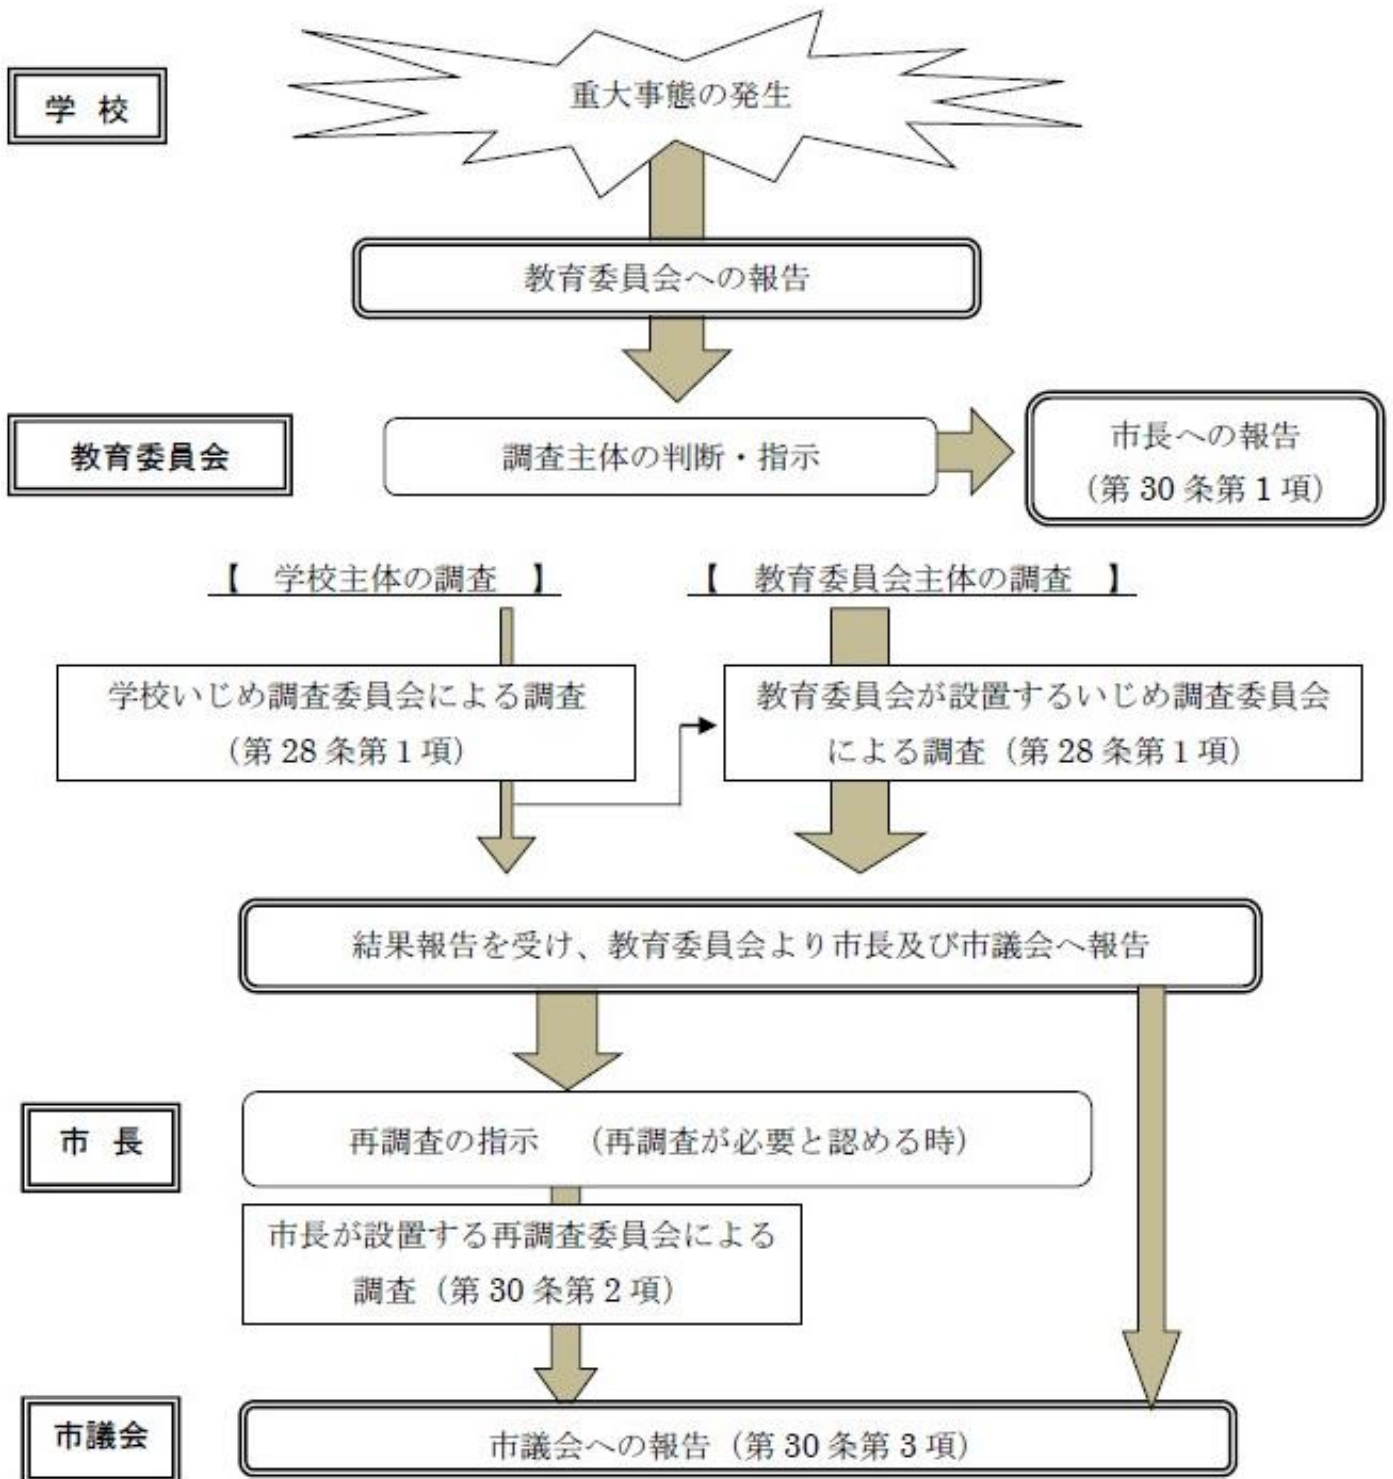 重大事態の発生
学 校
教育委員会への報告
教育委員会
調査主体の判断・指示
市長への報告
（第 30 条第 1 項）
【　学校主体の調査　】
【　教育委員会主体の調査　】
学校いじめ調査委員会による調査
（第 28 条第 1 項）
教育委員会が設置するいじめ調査委員会
による調査（第 28 条第 1 項）
結果報告を受け、教育委員会より市長及び市議会へ報告
市 長
再調査の指示　（再調査が必要と認める時）
市長が設置する再調査委員会による
調査（第 30 条第 2 項）
市議会
市議会への報告（第 30 条第 3 項）